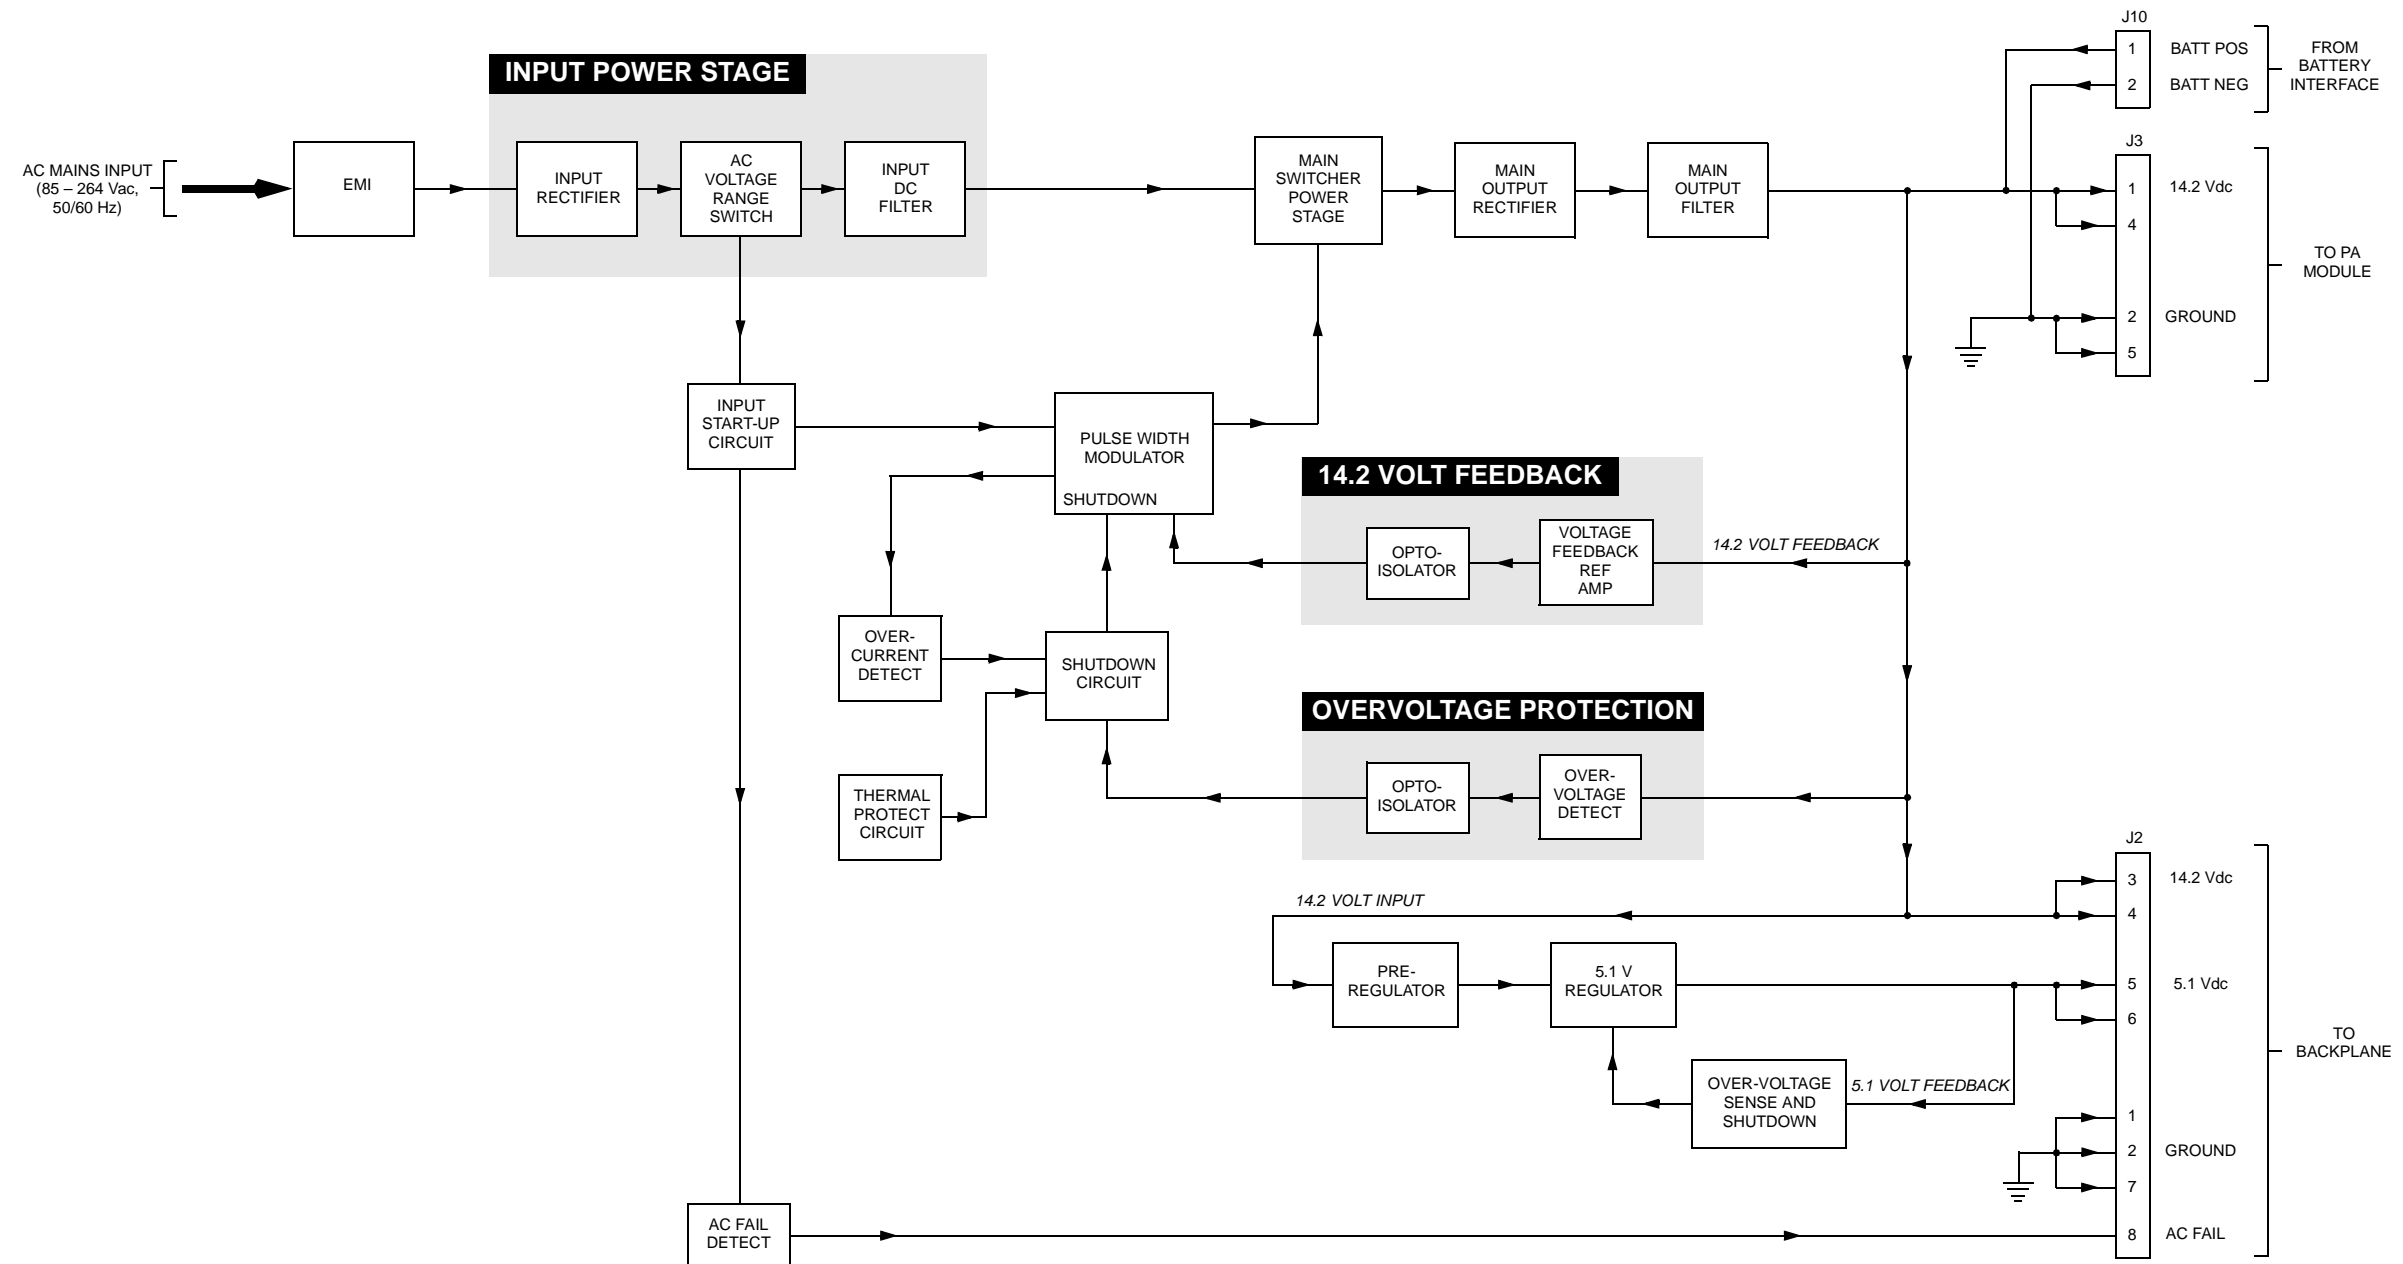 J10
1 BATT POS
2 BATT NEG
FROM
BATTERY
INTERFACE
INPUT POWER STAGE
AC MAINS INPUT
(85 – 264 Vac,
50/60 Hz)
EMI
INPUT
RECTIFIER
AC
VOLTAGE
RANGE
SWITCH
INPUT
DC
FILTER
MAIN
SWITCHER
POWER
STAGE
MAIN
OUTPUT
RECTIFIER
MAIN
OUTPUT
FILTER
J3
1 14.2 Vdc
4
2 GROUND
5
TO PA
MODULE
INPUT
START-UP
CIRCUIT
PULSE WIDTH
MODULATOR
SHUTDOWN
14.2 VOLT FEEDBACK
OPTO-
ISOLATOR
VOLTAGE
FEEDBACK
REF
AMP
14.2 VOLT FEEDBACK
OVER-
CURRENT
DETECT
SHUTDOWN
CIRCUIT
THERMAL
PROTECT
CIRCUIT
OVERVOLTAGE PROTECTION
OPTO-
ISOLATOR
OVER-
VOLTAGE
DETECT
J2
3 14.2 Vdc
4
5 5.1 Vdc
6
1
2 GROUND
7
8 AC FAIL
TO
BACKPLANE
14.2 VOLT INPUT
PRE-
REGULATOR
5.1 V
REGULATOR
OVER-VOLTAGE
SENSE AND
SHUTDOWN
5.1 VOLT FEEDBACK
AC FAIL
DETECT